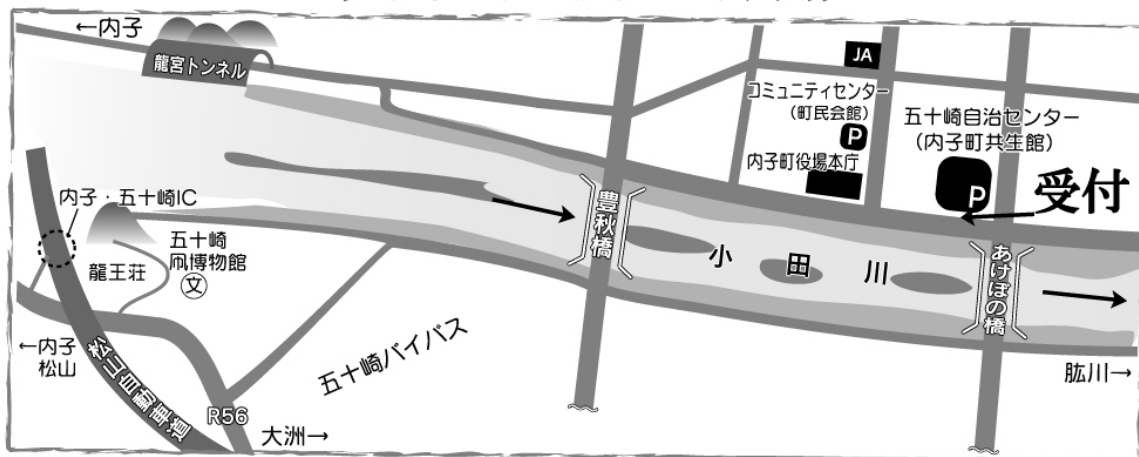 ←内子
龍宮トンネル
JA
コミュニティセンター
(町民会館)
P
内子町役場本庁
五十崎自治センター
(内子町共生館)
P
受付
内子・五十崎IC
五十崎
凧博物館
文
龍王荘
豊秋橋
小田川
あけぼの橋
←内子
松山
松山自動車道
R56
大洲→
五十崎バイパス
肱川→